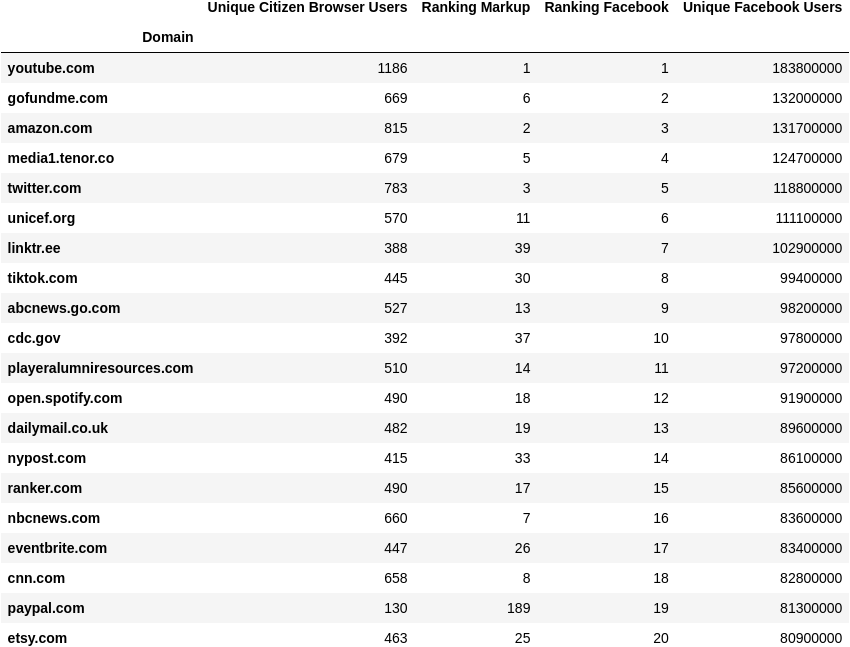 Unique Citizen Browser Users Ranking Markup Ranking Facebook Unique Facebook Users
Domain
youtube.com 1186 1 1 183800000
gofundme.com 669 6 2 132000000
amazon.com 815 2 3 131700000
media1.tenor.co 679 5 4 124700000
twitter.com 783 3 5 118800000
unicef.org 570 11 6 111100000
linktr.ee 388 39 7 102900000
tiktok.com 445 30 8 99400000
abcnews.go.com 527 13 9 98200000
cdc.gov 392 37 10 97800000
playeralumniresources.com 510 14 11 97200000
open.spotify.com 490 18 12 91900000
dailymail.co.uk 482 19 13 89600000
nypost.com 415 33 14 86100000
ranker.com 490 17 15 85600000
nbcnews.com 660 7 16 83600000
eventbrite.com 447 26 17 83400000
cnn.com 658 8 18 82800000
paypal.com 130 189 19 81300000
etsy.com 463 25 20 80900000